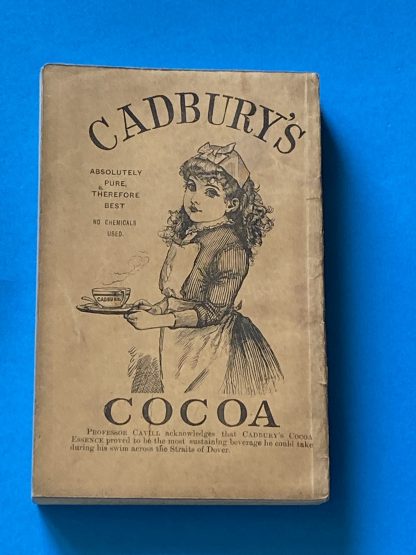 CADBURY'S
ABSOLUTELY
PURE,
& THEREFORE
BEST
NO CHEMICALS
USED.
CADBURY
COCOA
PROFESSOR CAVILL acknowledges that CADBURY'S COCOA
ESSENCE proved to be the most sustaining beverage he could take
during his swim across the Straits of Dover.